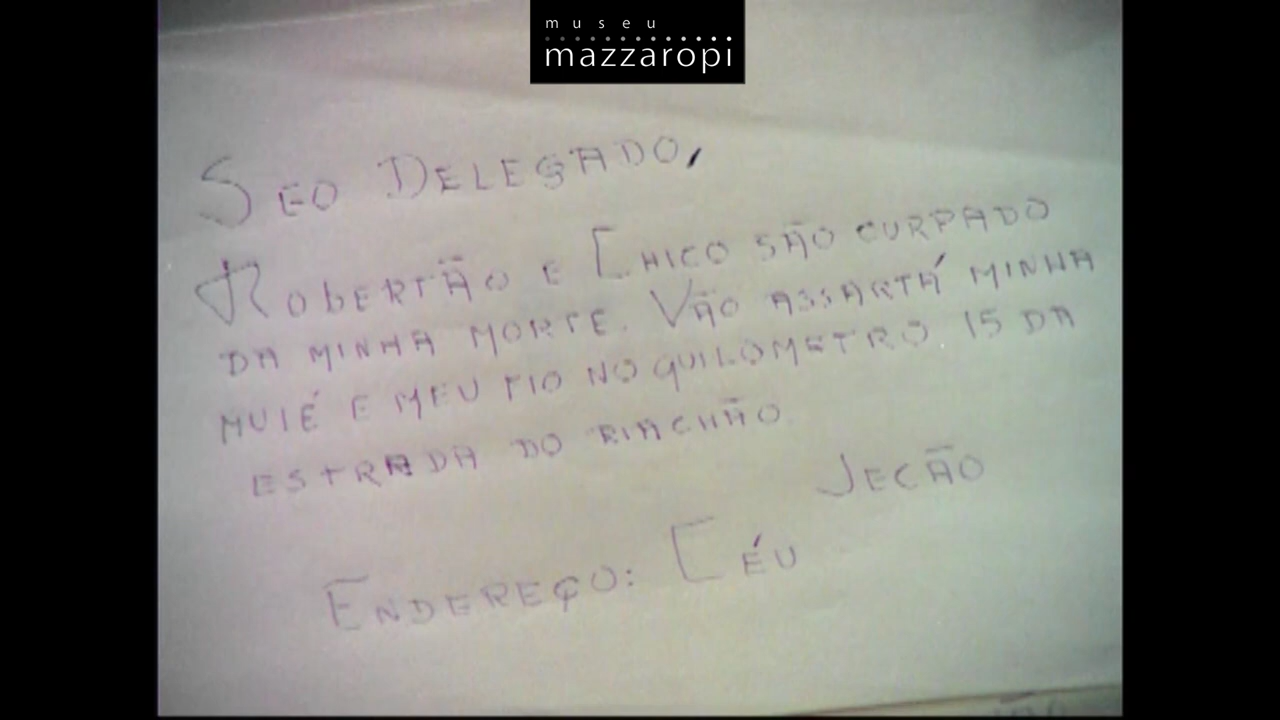 museu
mazzaropi
SEO DELEGADO,
ROBERTÃO E CHICO SÃO CURPADO
DA MINHA MORTE. VÃO ASSARTÁ MINHA
MUIÉ E MEU TIO NO QUILOMETRO 15 DA
ESTRADA DO RIACHÃO.
JECÃO
ENDEREÇO: CÉU